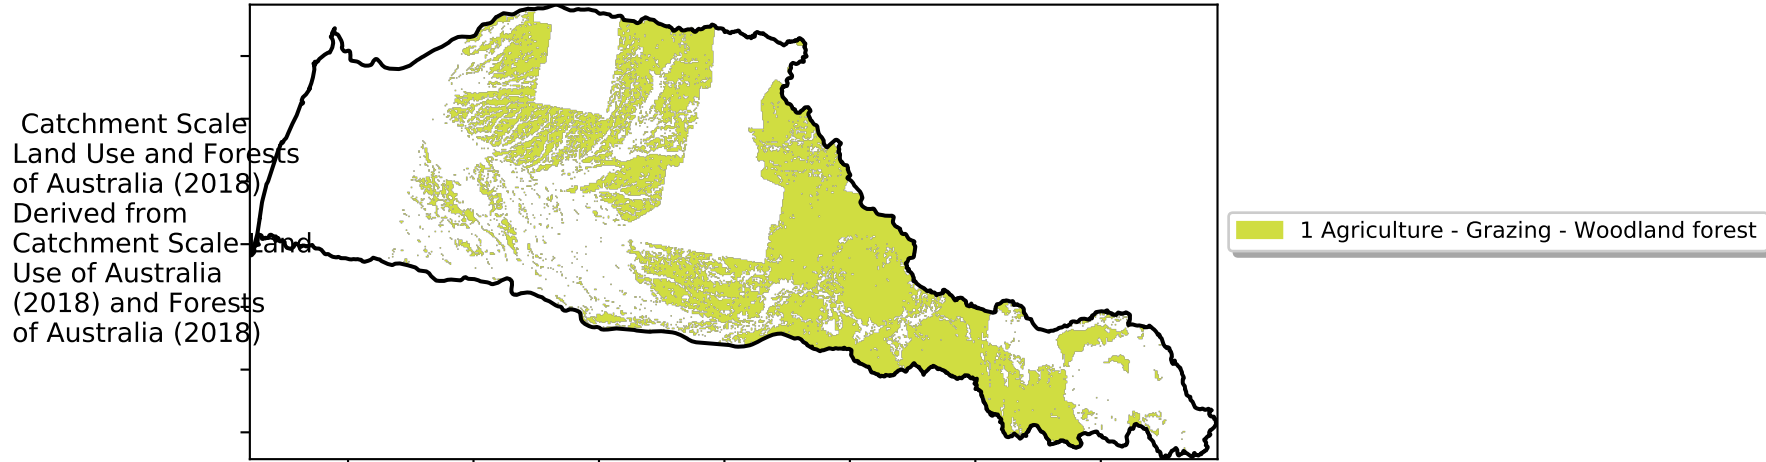 Catchment Scale
Land Use and Forests
of Australia (2018)
Derived from
Catchment Scale Land
Use of Australia
(2018) and Forests
of Australia (2018)
1 Agriculture - Grazing - Woodland forest